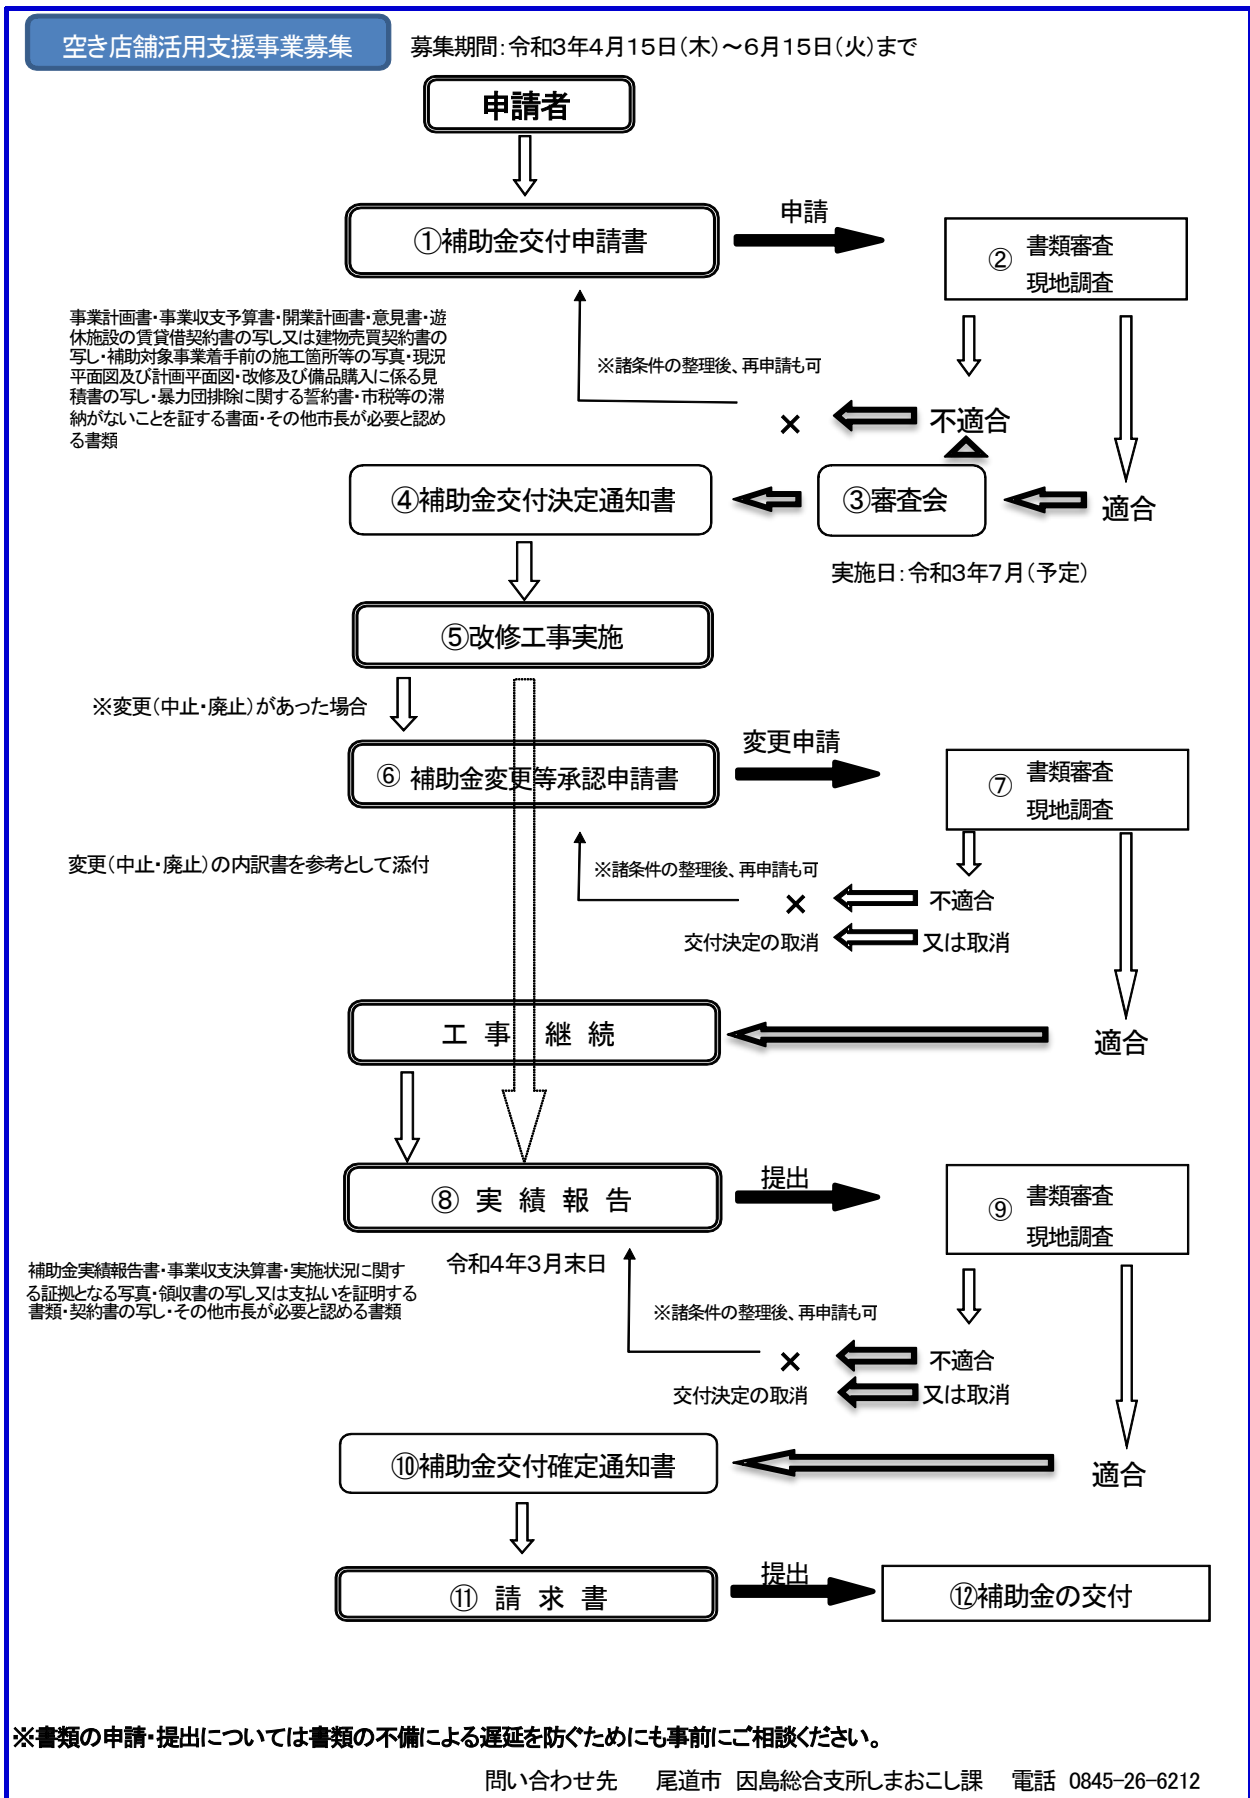 空き店舗活用支援事業募集
募集期間：令和3年4月15日（木）～6月15日（火）まで
申請者
①補助金交付申請書
申請
② 書類審査
現地調査
事業計画書・事業収支予算書・開業計画書・意見書・遊
休施設の賃貸借契約書の写し又は建物売買契約書の
写し・補助対象事業着手前の施工箇所等の写真・現況
平面図及び計画平面図・改修及び備品購入に係る見
積書の写し・暴力団排除に関する誓約書・市税等の滞
納がないことを証する書面・その他市長が必要と認め
る書類
※諸条件の整理後、再申請も可
× 不適合
④補助金交付決定通知書
③審査会
適合
実施日：令和3年7月（予定）
⑤改修工事実施
※変更（中止・廃止）があった場合
⑥ 補助金変更等承認申請書
変更申請
⑦ 書類審査
現地調査
変更（中止・廃止）の内訳書を参考として添付
※諸条件の整理後、再申請も可
× 不適合
交付決定の取消 又は取消
工 事 継 続
適合
⑧ 実 績 報 告
提出
⑨ 書類審査
現地調査
令和4年3月末日
補助金実績報告書・事業収支決算書・実施状況に関す
る証拠となる写真・領収書の写し又は支払いを証明する
書類・契約書の写し・その他市長が必要と認める書類
※諸条件の整理後、再申請も可
× 不適合
交付決定の取消 又は取消
⑩補助金交付確定通知書
適合
⑪ 請 求 書
提出
⑫補助金の交付
※書類の申請・提出については書類の不備による遅延を防ぐためにも事前にご相談ください。
問い合わせ先 尾道市 因島総合支所しまおこし課 電話 0845-26-6212